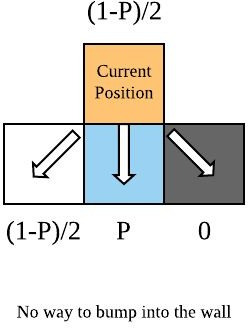 (1-P)/2
Current
Position
(1-P)/2 P 0
No way to bump into the wall